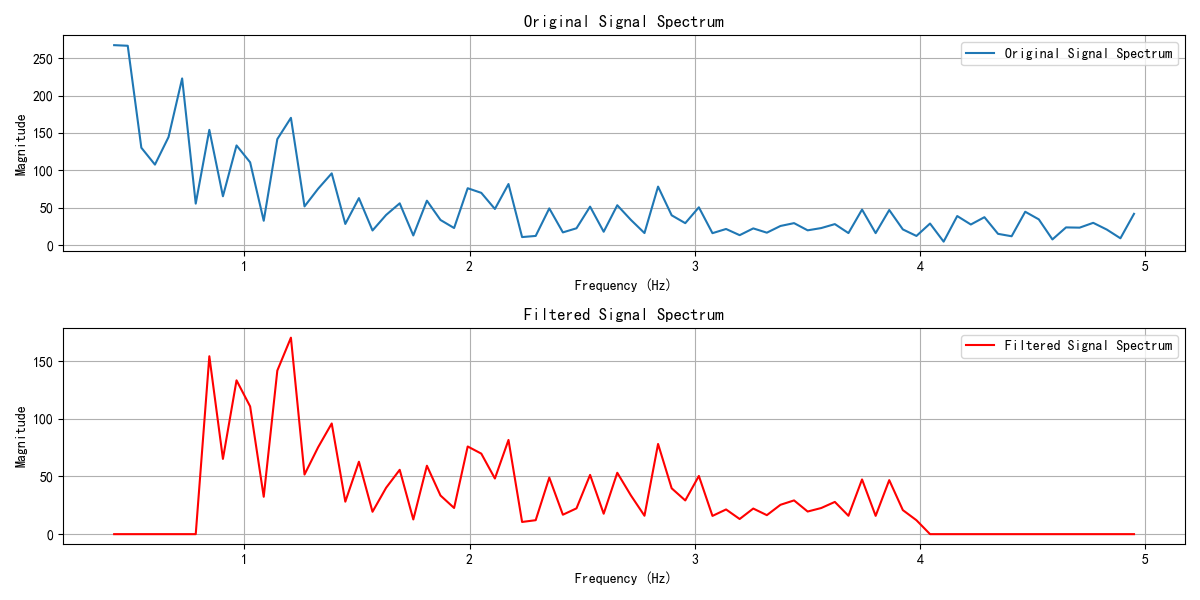 Original Signal Spectrum
Original Signal Spectrum
250
200
150
100
50
0
Magnitude
1 2 3 4 5
Frequency (Hz)
Filtered Signal Spectrum
Filtered Signal Spectrum
150
100
50
0
Magnitude
1 2 3 4 5
Frequency (Hz)